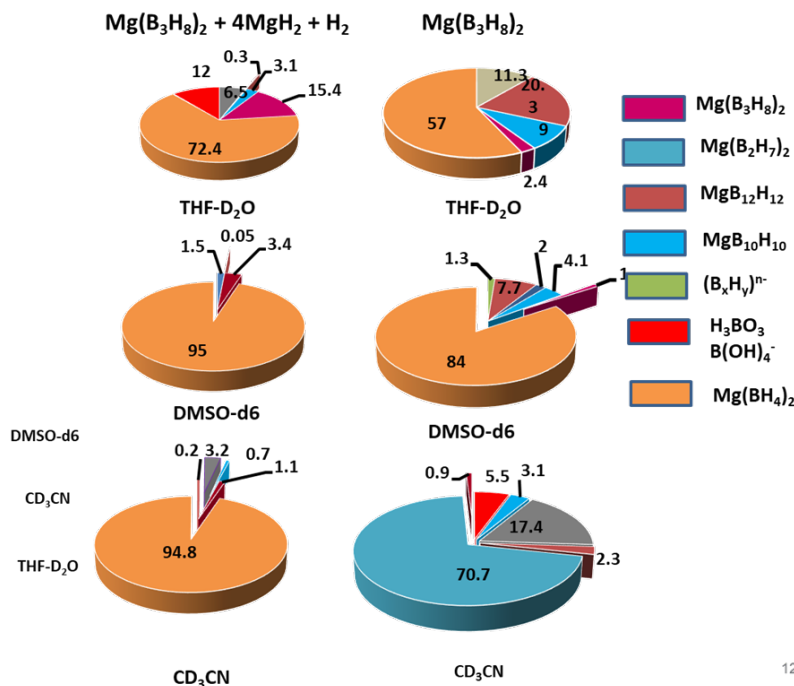 Mg(B₃H₈)₂ + 4MgH₂ + H₂
Mg(B₃H₈)₂
12
6.5
0.3
3.1
15.4
72.4
THF-D₂O
11.3
20.
3
9
2.4
57
THF-D₂O
Mg(B₃H₈)₂
Mg(B₂H₇)₂
MgB₁₂H₁₂
MgB₁₀H₁₀
(BₓHᵧ)ⁿ⁻
H₃BO₃
B(OH)₄⁻
Mg(BH₄)₂
1.5
0.05
3.4
95
DMSO-d6
1.3
7.7
2
4.1
1
84
DMSO-d6
DMSO-d6
CD₃CN
THF-D₂O
0.2
3.2
0.7
1.1
94.8
CD₃CN
0.9
5.5
3.1
17.4
2.3
70.7
CD₃CN
12